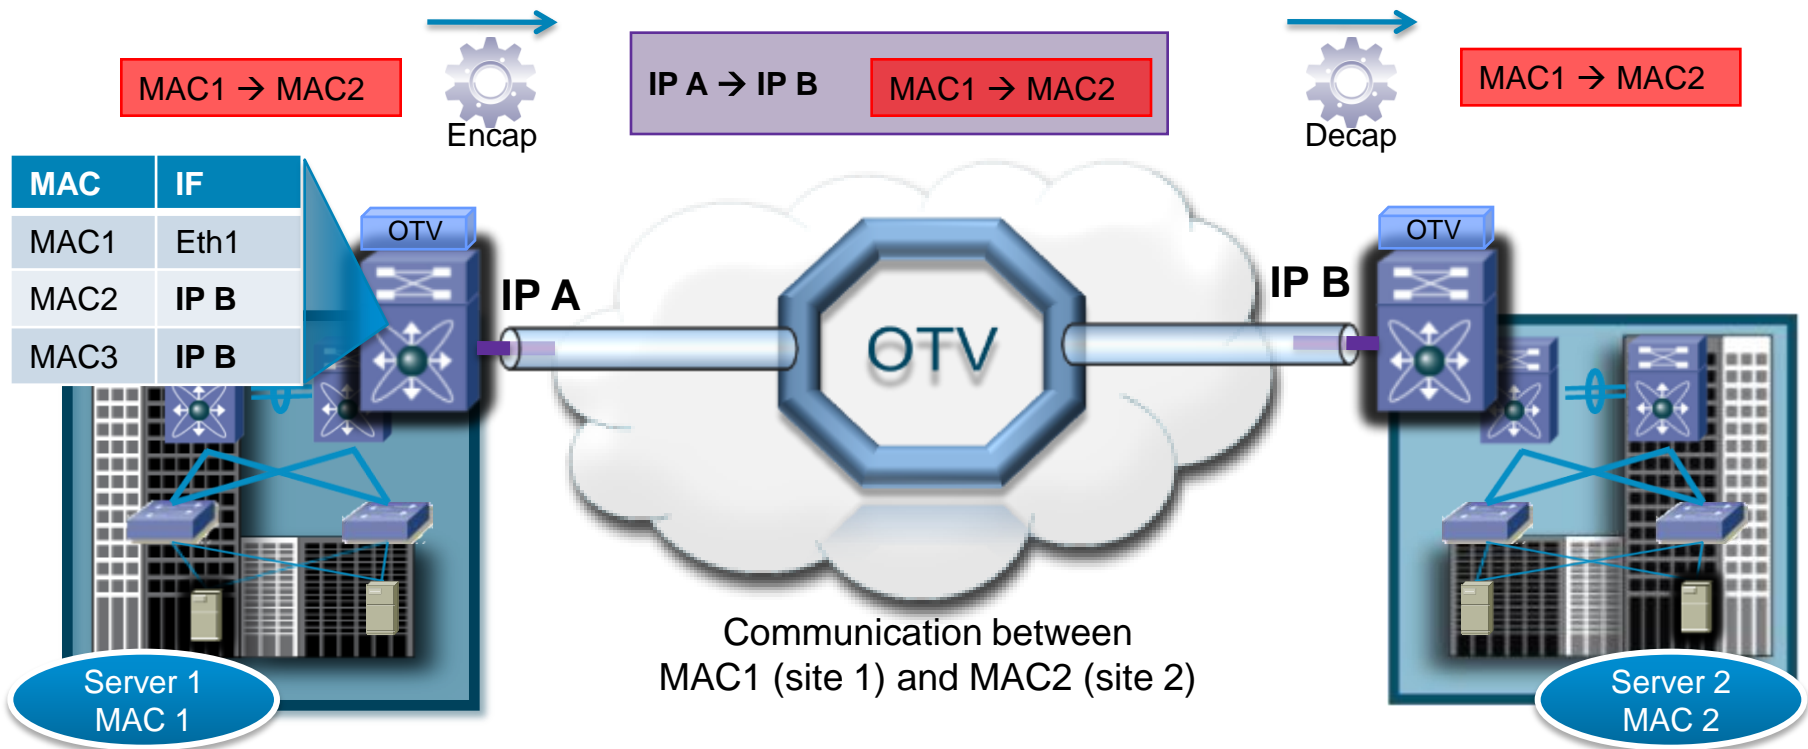 MAC1 → MAC2
Encap
IP A → IP B
MAC1 → MAC2
Decap
MAC1 → MAC2
MAC IF
MAC1 Eth1
MAC2 IP B
MAC3 IP B
OTV
IP A
OTV
IP B
OTV
Communication between
MAC1 (site 1) and MAC2 (site 2)
Server 1
MAC 1
Server 2
MAC 2